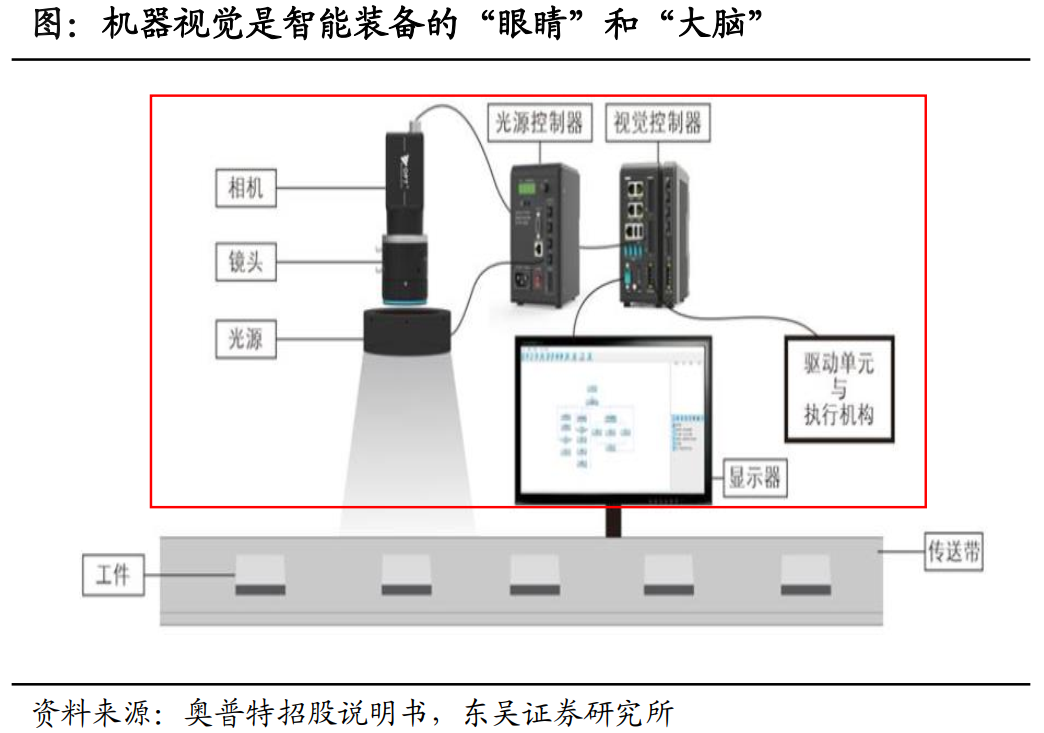 图：机器视觉是智能装备的“眼睛”和“大脑”
光源控制器
视觉控制器
相机
OPT
镜头
光源
驱动单元
与
执行机构
显示器
传送带
工件
资料来源：奥普特招股说明书，东吴证券研究所